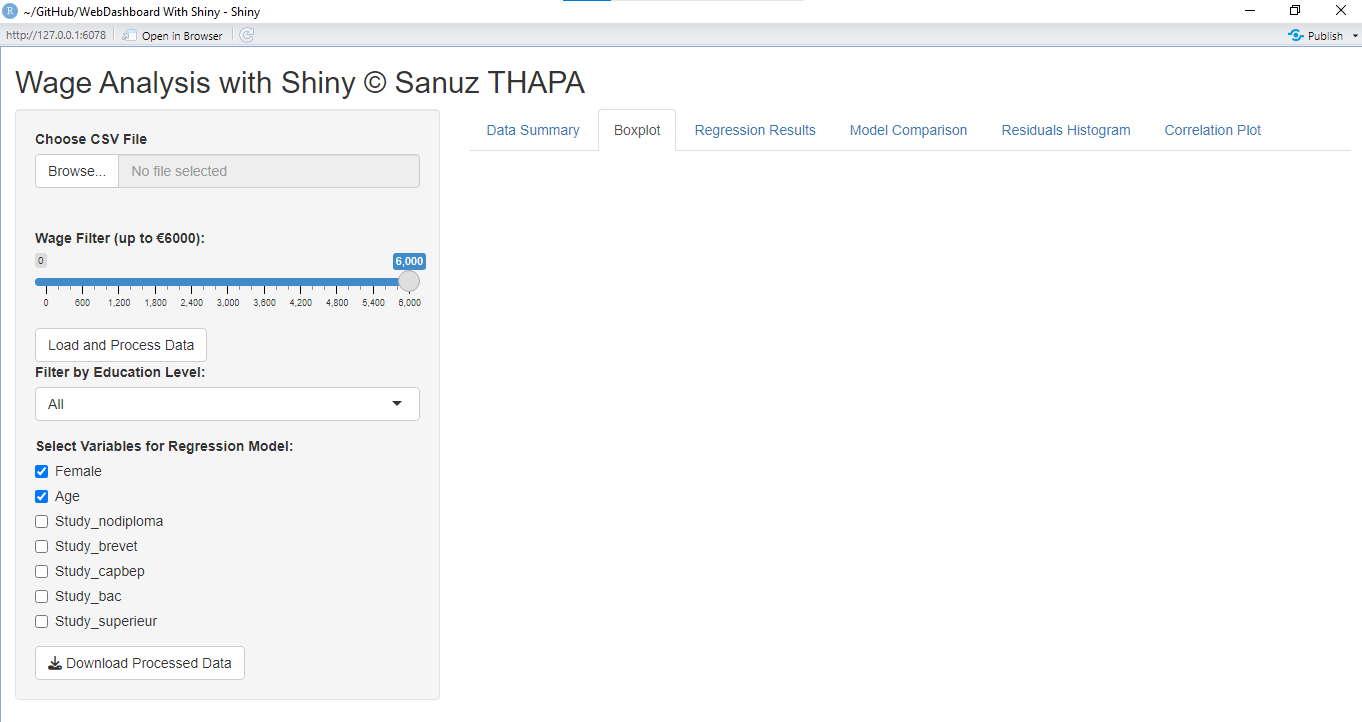 R ~/GitHub/WebDashboard With Shiny - Shiny
http://127.0.0.1:6078 Open in Browser Publish
Wage Analysis with Shiny © Sanuz THAPA
Data Summary Boxplot Regression Results Model Comparison Residuals Histogram Correlation Plot
Choose CSV File
Browse... No file selected
Wage Filter (up to €6000):
0 6,000
0 600 1,200 1,800 2,400 3,000 3,600 4,200 4,800 5,400 6,000
Load and Process Data
Filter by Education Level:
All
Select Variables for Regression Model:
Female
Age
Study_nodiploma
Study_brevet
Study_capbep
Study_bac
Study_superieur
Download Processed Data